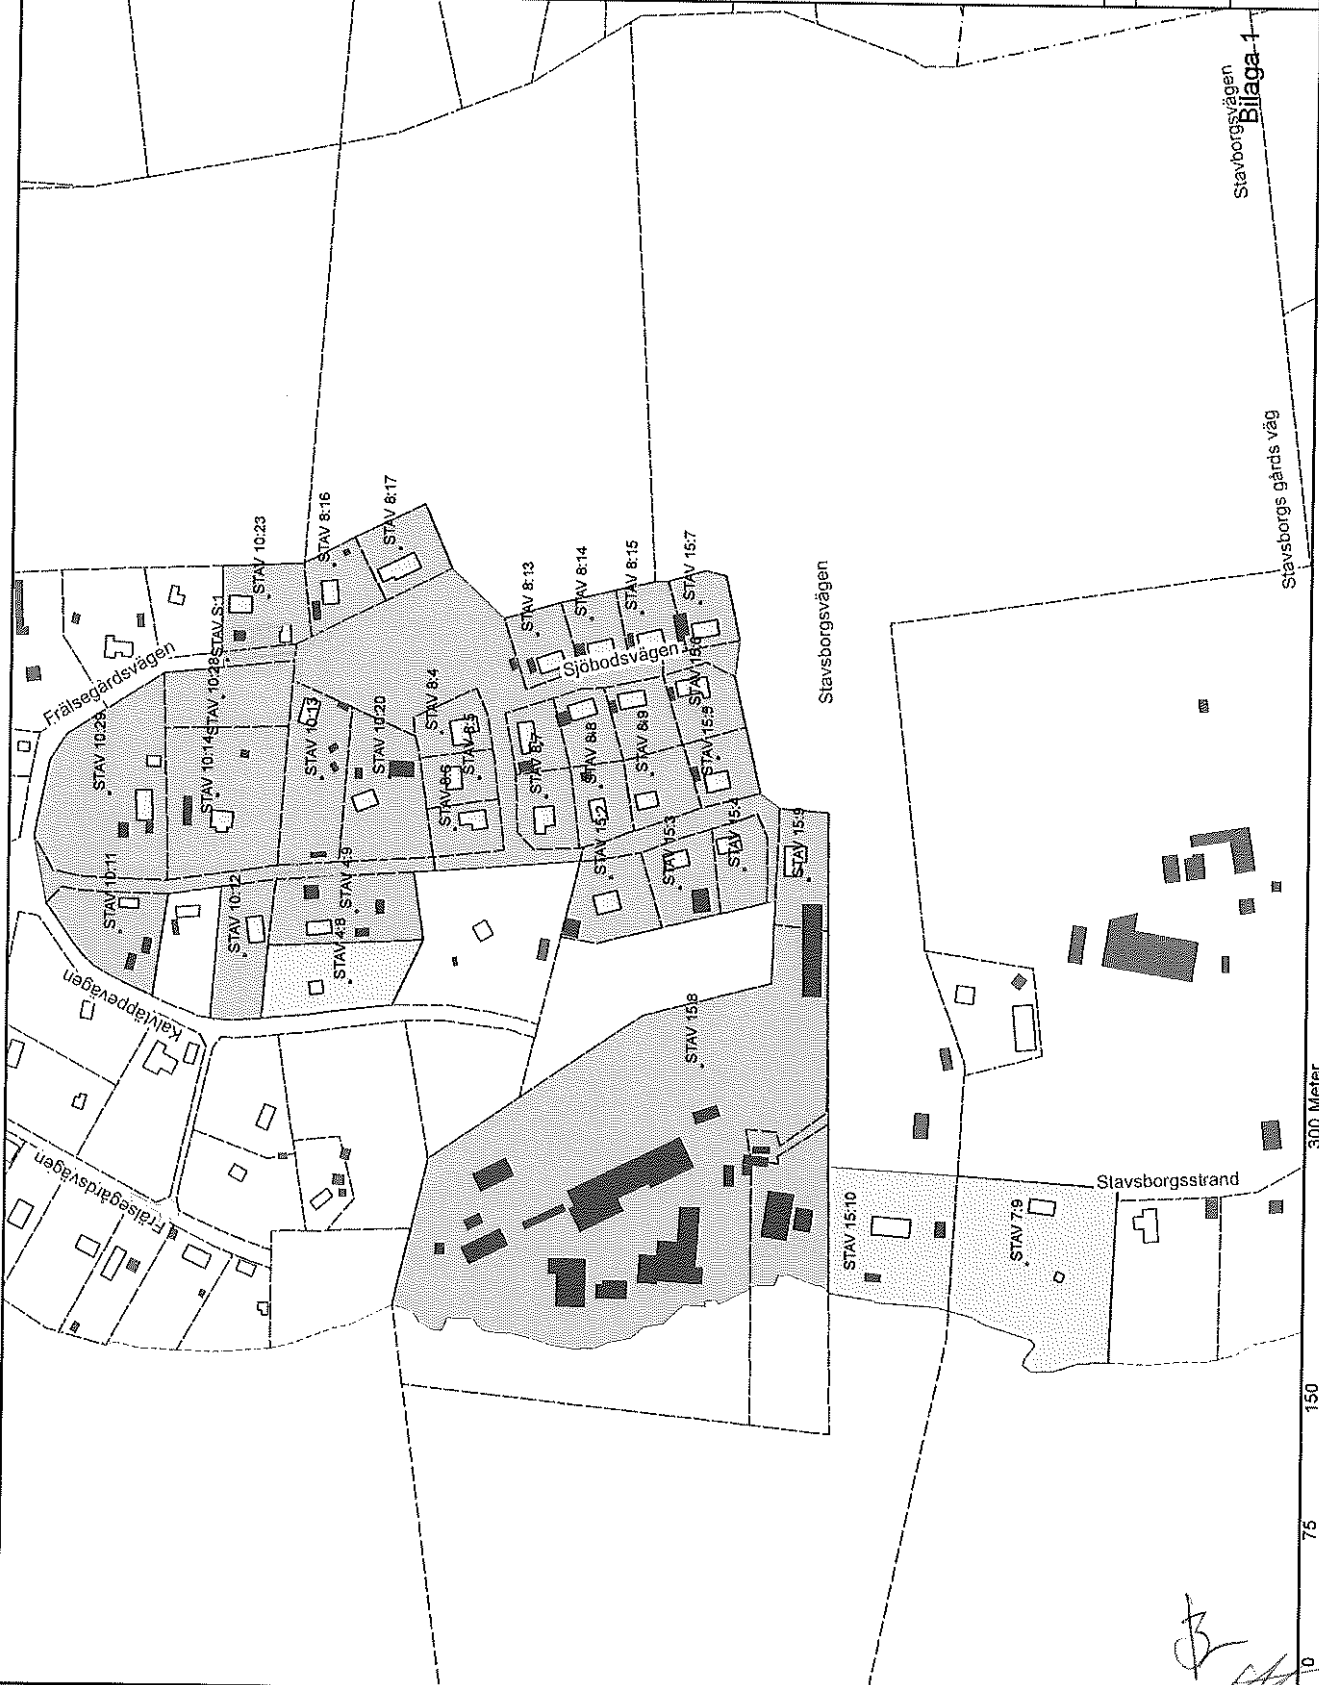 Bilaga 1
Stavborgsvägen
Stavsborgs gårds väg
Stavsborgsvägen
Stavsborgsstrand
Frälsegårdsvägen
Kalvtäppevägen
Frälsegårdsvägen
Sjöbodsvägen
STAV 10:29
STAV 10:11
STAV 10:14
STAV 10:28
STAV S:1
STAV 10:23
STAV 10:12
STAV 10:13
STAV 8:16
STAV 4:9
STAV 4:8
STAV 10:20
STAV 8:17
STAV 8:4
STAV 8:6
STAV 8:5
STAV 8:13
STAV 8:7
STAV 8:14
STAV 8:8
STAV 15:2
STAV 8:15
STAV 8:9
STAV 15:3
STAV 15:7
STAV 15:6
STAV 15:5
STAV 15:4
STAV 15:9
STAV 15:8
STAV 15:10
STAV 7:9
0
75
150
300 Meter